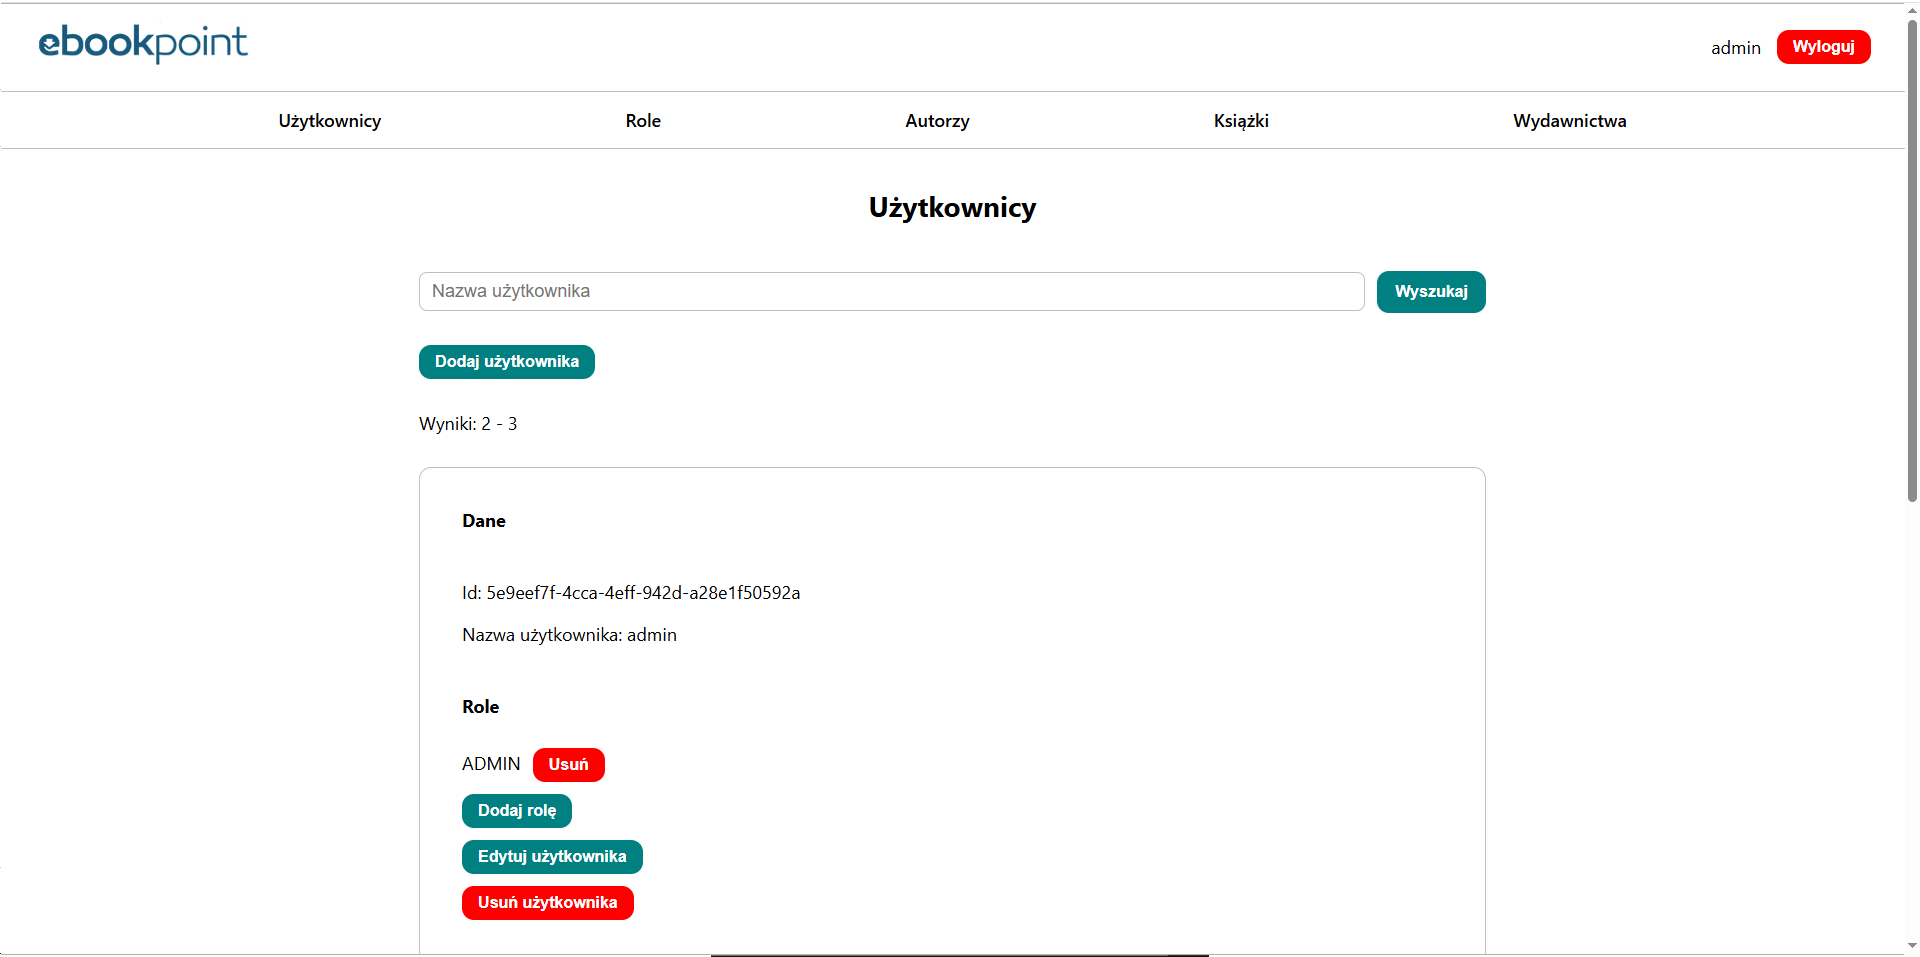 ebookpoint
admin Wyloguj
Użytkownicy Role Autorzy Książki Wydawnictwa
Użytkownicy
Nazwa użytkownika Wyszukaj
Dodaj użytkownika
Wyniki: 2 - 3
Dane
Id: 5e9eef7f-4cca-4eff-942d-a28e1f50592a
Nazwa użytkownika: admin
Role
ADMIN Usuń
Dodaj rolę
Edytuj użytkownika
Usuń użytkownika